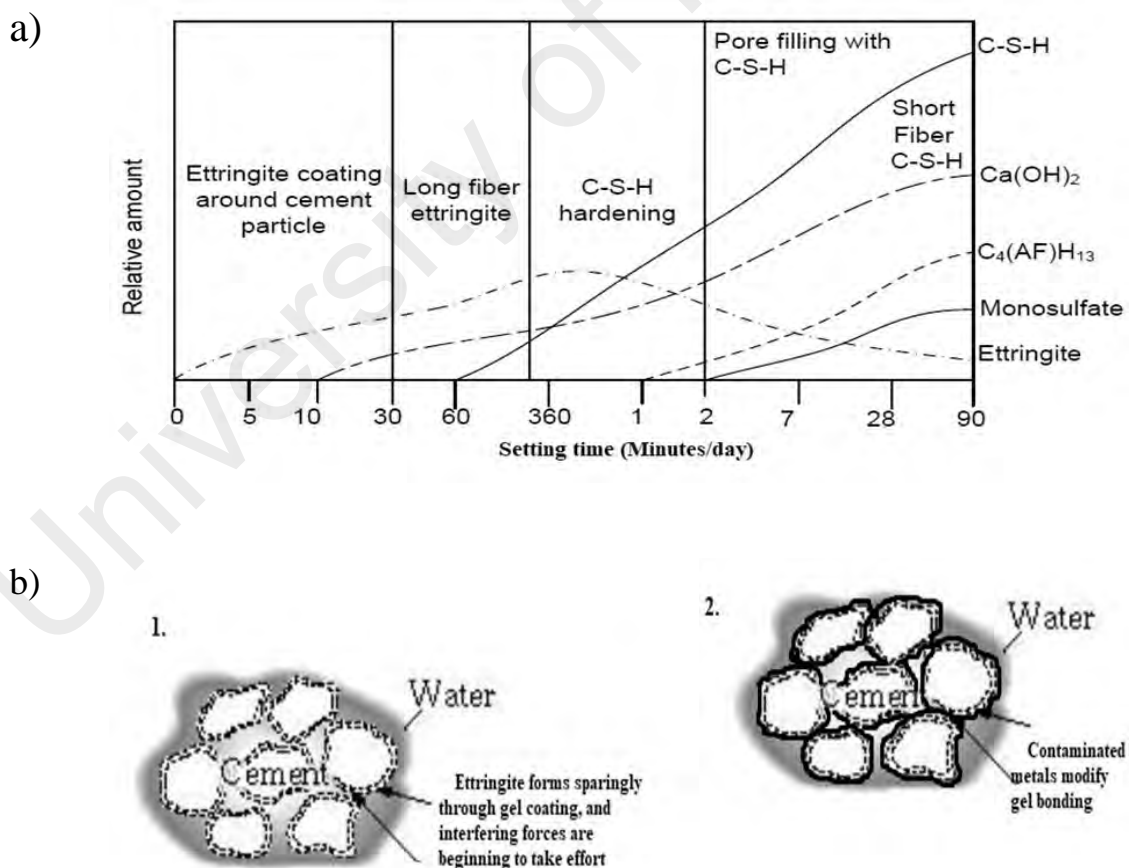 a)
University of
Relative amount
Ettringite coating
around cement
particle
Long fiber
ettringite
C-S-H
hardening
Pore filling with
C-S-H
Short
Fiber
C-S-H
C-S-H
Ca(OH)₂
C₄(AF)H₁₃
Monosulfate
Ettringite
0 5 10 30 60 360 1 2 7 28 90
Setting time (Minutes/day)
b)
1.
Water
Cement
Ettringite forms sparingly
through gel coating, and
interfering forces are
beginning to take effort
2.
Water
Cement
Contaminated
metals modify
gel bonding